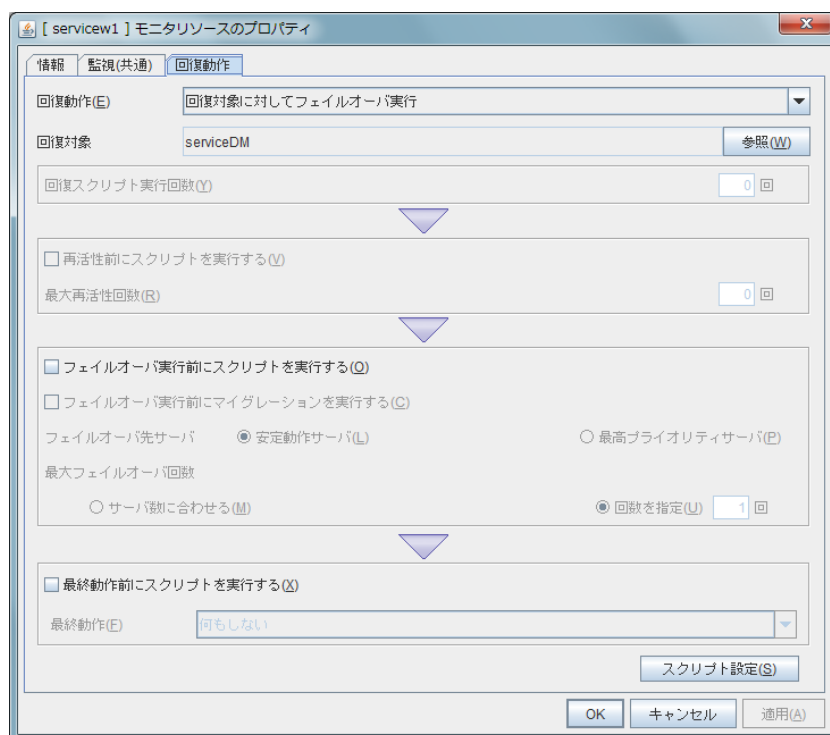 [ servicew1 ] モニタリソースのプロパティ
情報 監視(共通) 回復動作
回復動作(E) 回復対象に対してフェイルオーバ実行
回復対象 serviceDM 参照(W)
回復スクリプト実行回数(Y) 0 回
再活性前にスクリプトを実行する(V)
最大再活性回数(R) 0 回
フェイルオーバ実行前にスクリプトを実行する(O)
フェイルオーバ実行前にマイグレーションを実行する(C)
フェイルオーバ先サーバ 安定動作サーバ(L) 最高プライオリティサーバ(P)
最大フェイルオーバ回数
サーバ数に合わせる(M) 回数を指定(U) 1 回
最終動作前にスクリプトを実行する(X)
最終動作(F) 何もしない
スクリプト設定(S)
OK キャンセル 適用(A)